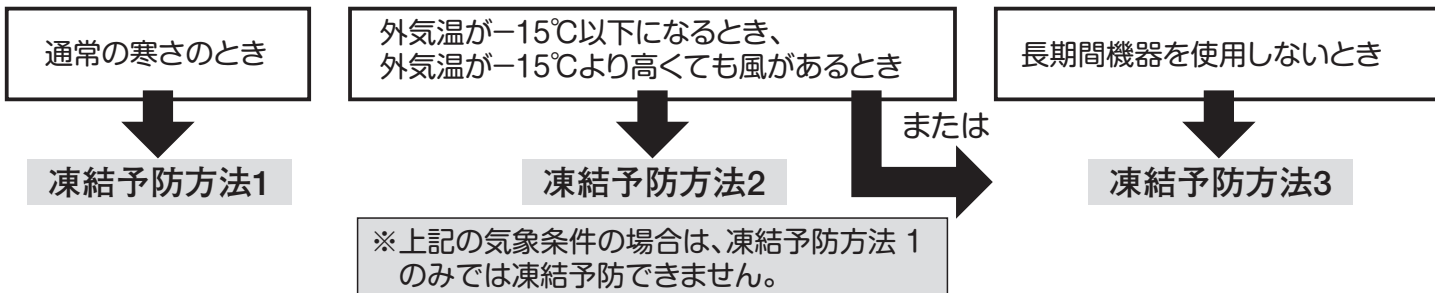 通常の寒さのとき
外気温が－15℃以下になるとき、
外気温が－15℃より高くても風があるとき
長期間機器を使用しないとき
または
凍結予防方法1
凍結予防方法2
凍結予防方法3
※上記の気象条件の場合は、凍結予防方法 1
のみでは凍結予防できません。